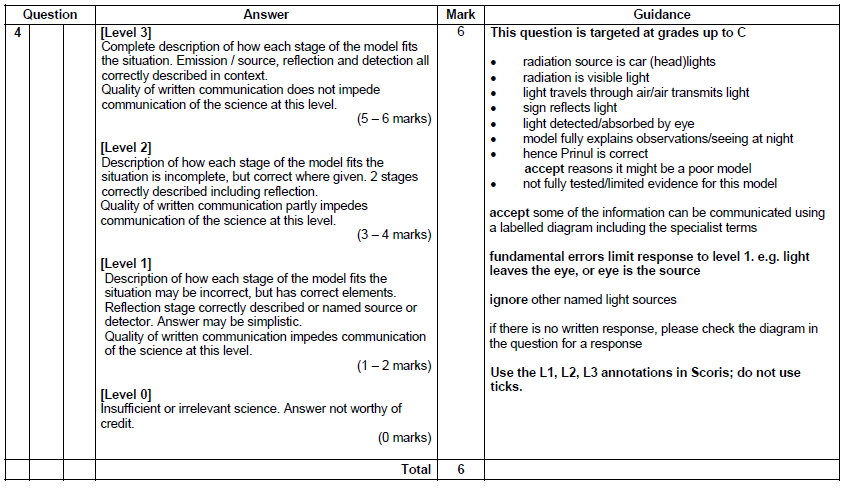 Question Answer Mark Guidance
4 [Level 3]
Complete description of how each stage of the model fits
the situation. Emission / source, reflection and detection all
correctly described in context.
Quality of written communication does not impede
communication of the science at this level.
(5 – 6 marks)
[Level 2]
Description of how each stage of the model fits the
situation is incomplete, but correct where given. 2 stages
correctly described including reflection.
Quality of written communication partly impedes
communication of the science at this level.
(3 – 4 marks)
[Level 1]
Description of how each stage of the model fits the
situation may be incorrect, but has correct elements.
Reflection stage correctly described or named source or
detector. Answer may be simplistic.
Quality of written communication impedes communication
of the science at this level.
(1 – 2 marks)
[Level 0]
Insufficient or irrelevant science. Answer not worthy of
credit.
(0 marks)
6
This question is targeted at grades up to C
• radiation source is car (head)lights
• radiation is visible light
• light travels through air/air transmits light
• sign reflects light
• light detected/absorbed by eye
• model fully explains observations/seeing at night
• hence Prinul is correct
accept reasons it might be a poor model
• not fully tested/limited evidence for this model
accept some of the information can be communicated using
a labelled diagram including the specialist terms
fundamental errors limit response to level 1. e.g. light
leaves the eye, or eye is the source
ignore other named light sources
if there is no written response, please check the diagram in
the question for a response
Use the L1, L2, L3 annotations in Scoris; do not use
ticks.
Total 6